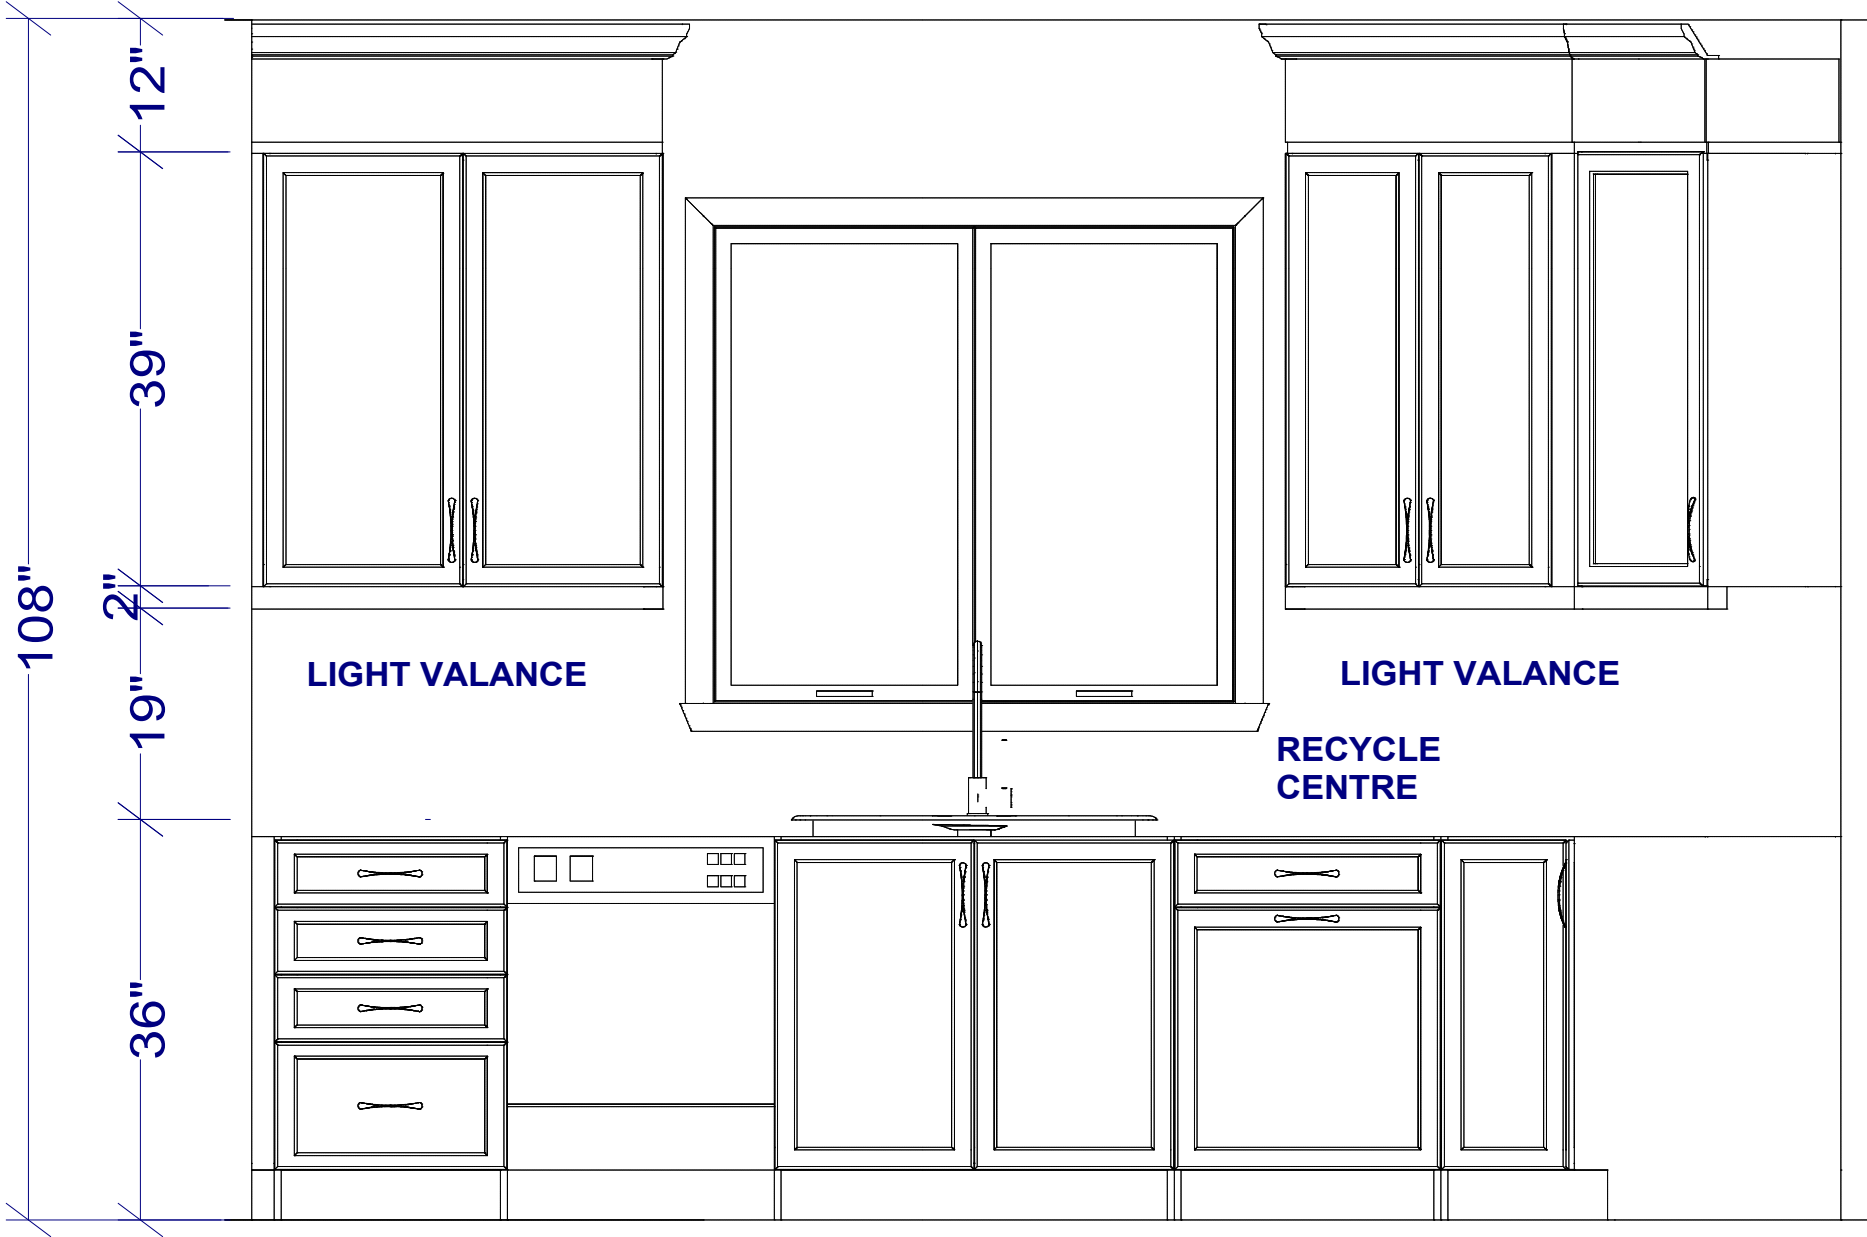 12"
39"
108"
2"
LIGHT VALANCE
LIGHT VALANCE
19"
RECYCLE
CENTRE
36"